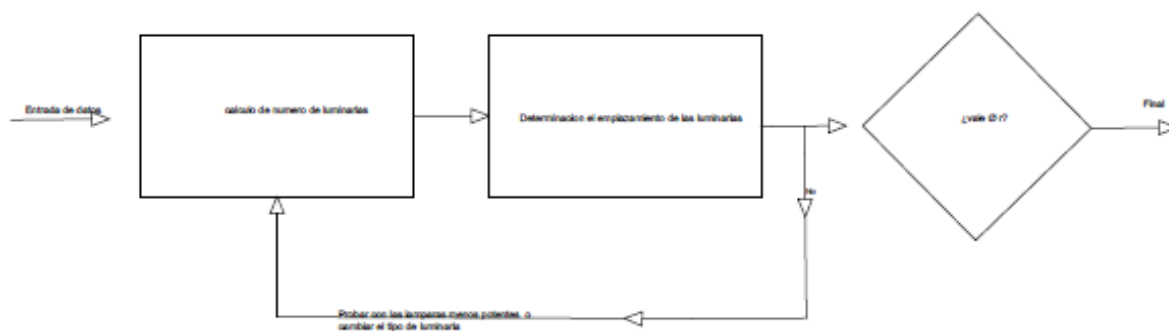 Entrada de datos
calculo de numero de luminarias
Determinacion el emplazamiento de las luminarias
No
¿vale Ø r?
Final
Probar con las lamparas menos potentes o
cambiar el tipo de luminaria